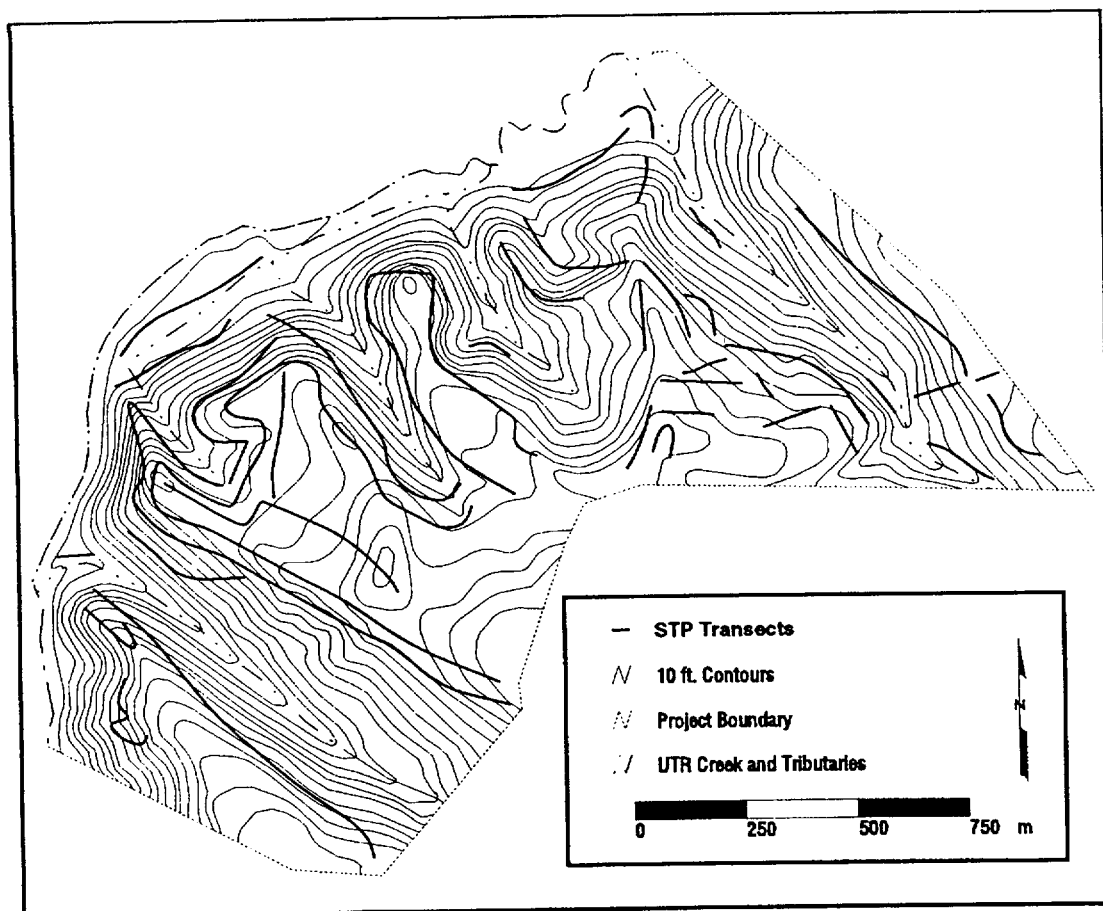 STP Transects
10 ft. Contours
Project Boundary
UTR Creek and Tributaries
N
0 250 500 750 m